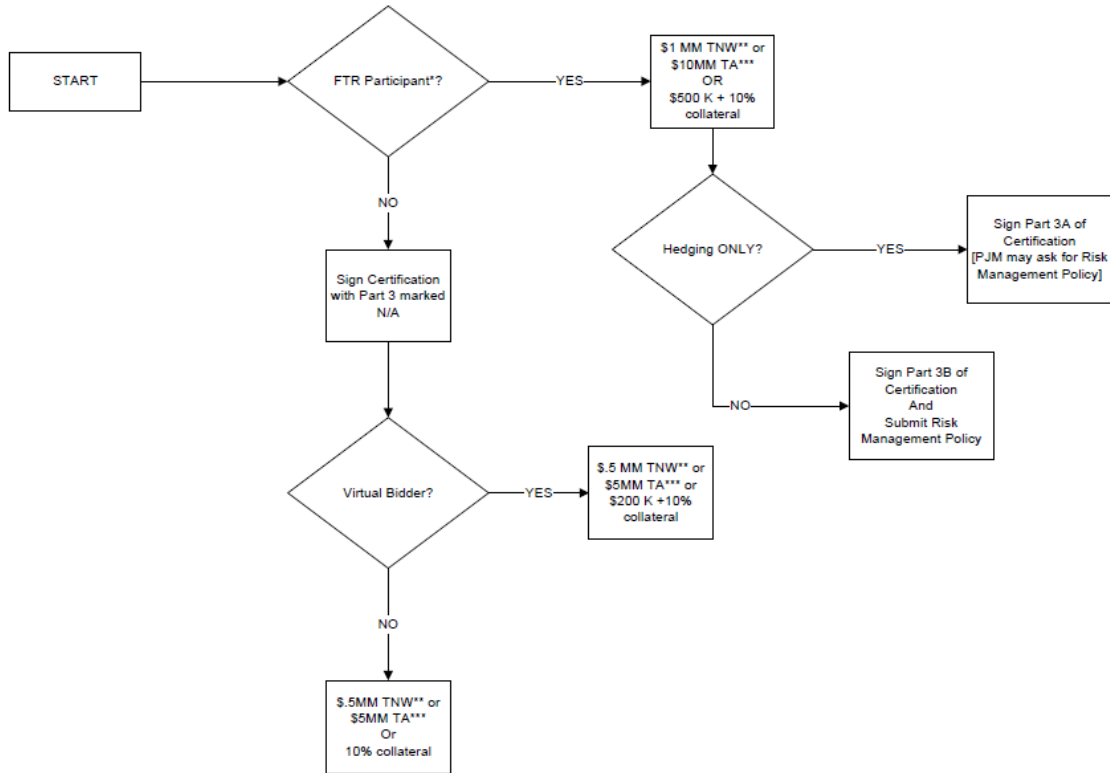 START
FTR Participant*?
YES
$1 MM TNW** or
$10MM TA***
OR
$500 K + 10%
collateral
NO
Hedging ONLY?
YES
Sign Part 3A of
Certification
[PJM may ask for Risk
Management Policy]
Sign Certification
with Part 3 marked
N/A
NO
Sign Part 3B of
Certification
And
Submit Risk
Management Policy
Virtual Bidder?
YES
$.5 MM TNW** or
$5MM TA*** or
$200 K +10%
collateral
NO
$.5MM TNW** or
$5MM TA***
Or
10% collateral